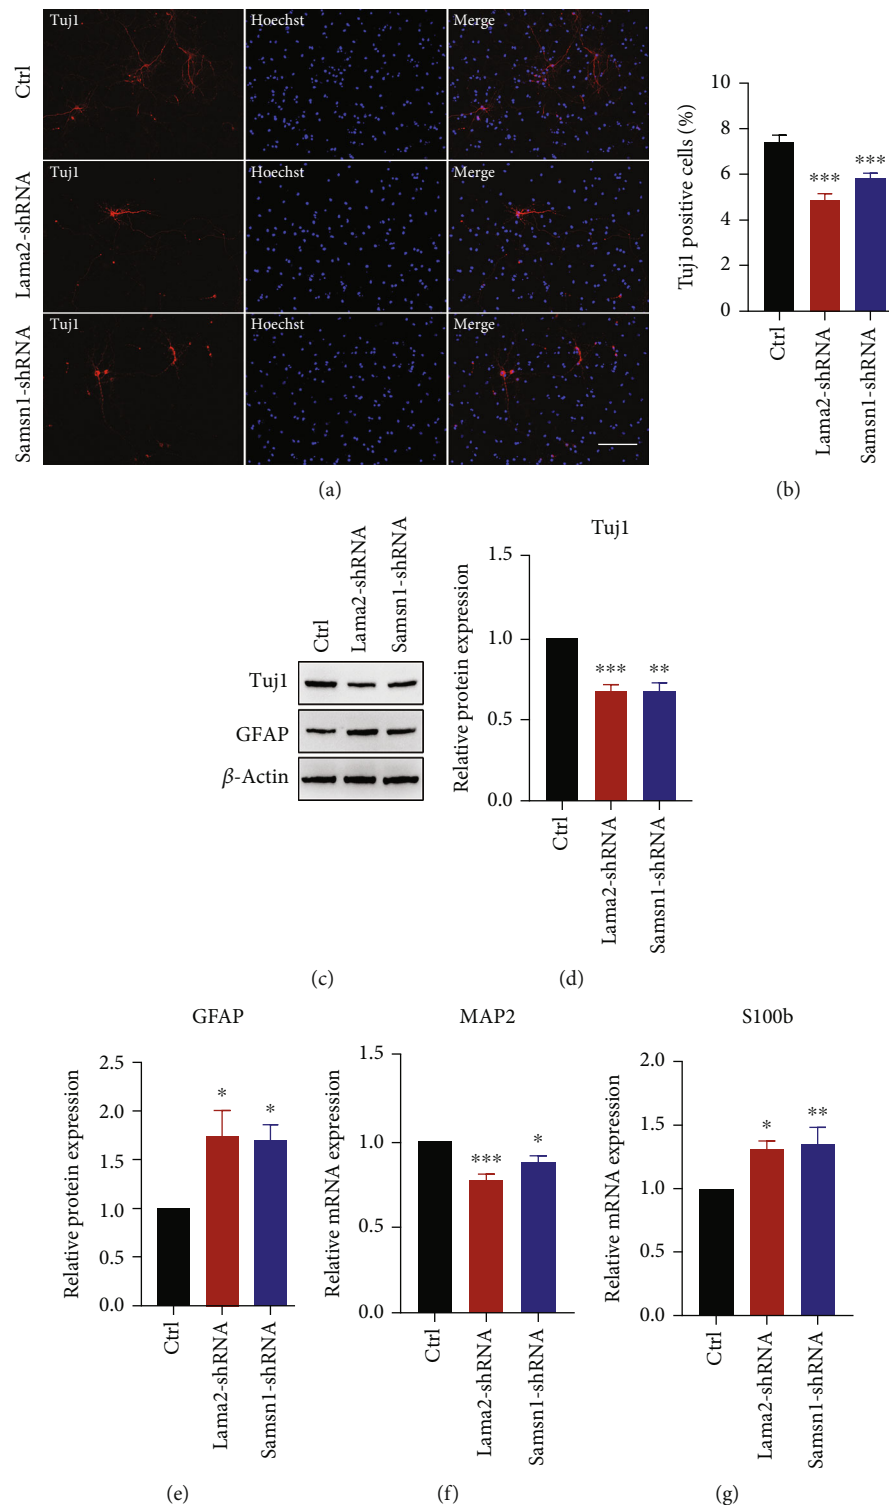 Ctrl
Tuj1
Hoechst
Merge
Lama2-shRNA
Tuj1
Hoechst
Merge
Samsn1-shRNA
Tuj1
Hoechst
Merge
(a)
Tuj1 positive cells (%)
10
8
6
4
2
0
***
***
Ctrl
Lama2-shRNA
Samsn1-shRNA
(b)
Ctrl
Lama2-shRNA
Samsn1-shRNA
Tuj1
GFAP
β-Actin
(c)
Tuj1
Relative protein expression
1.5
1.0
0.5
0.0
***
**
Ctrl
Lama2-shRNA
Samsn1-shRNA
(d)
GFAP
Relative protein expression
2.5
2.0
1.5
1.0
0.5
0.0
*
*
Ctrl
Lama2-shRNA
Samsn1-shRNA
(e)
MAP2
Relative mRNA expression
1.5
1.0
0.5
0.0
***
*
Ctrl
Lama2-shRNA
Samsn1-shRNA
(f)
S100b
Relative mRNA expression
2.0
1.5
1.0
0.5
0.0
*
**
Ctrl
Lama2-shRNA
Samsn1-shRNA
(g)